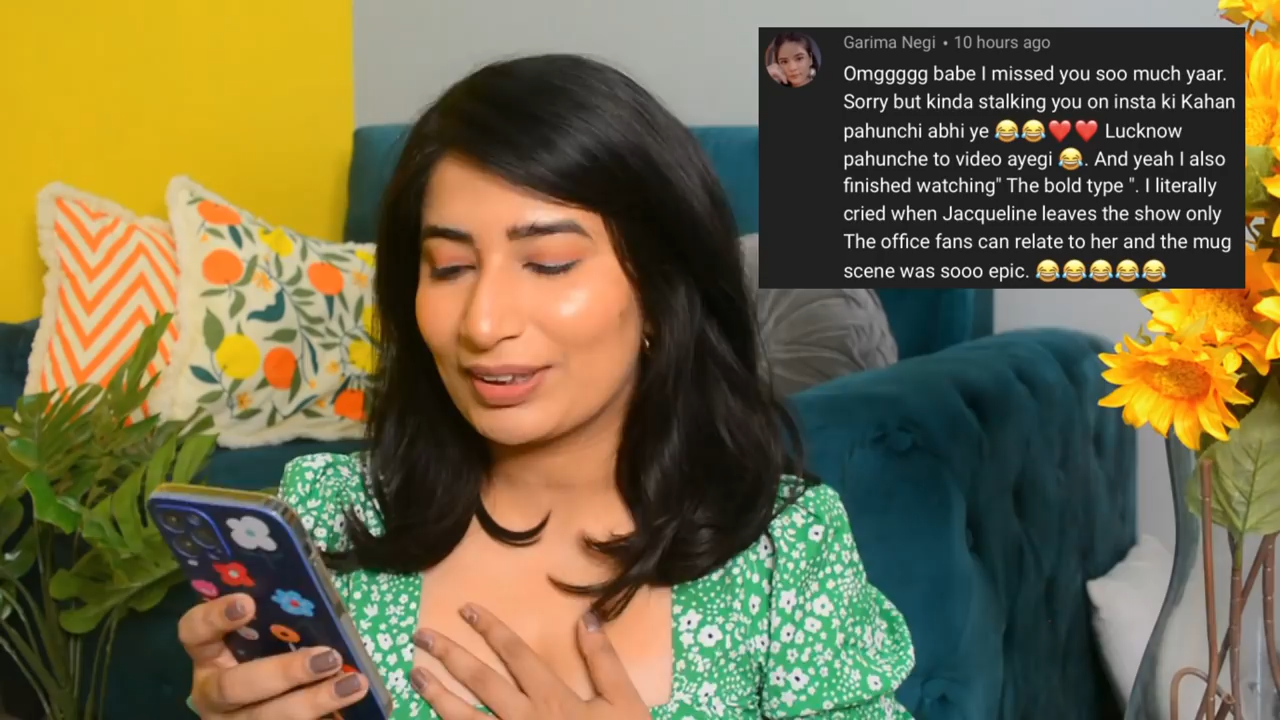 Garima Negi • 10 hours ago
Omggggg babe I missed you soo much yaar.
Sorry but kinda stalking you on insta ki Kahan
pahunchi abhi ye 😂😂❤️❤️ Lucknow
pahunche to video ayegi 😂. And yeah I also
finished watching" The bold type ". I literally
cried when Jacqueline leaves the show only
The office fans can relate to her and the mug
scene was sooo epic. 😂😂😂😂😂